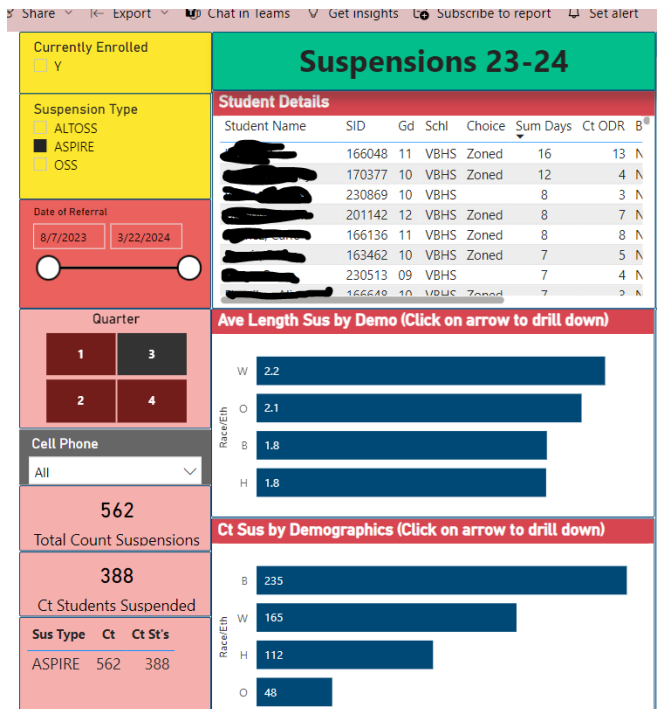 Share Export Chat in Teams Get insights Subscribe to report Set alert
Currently Enrolled
Y
Suspension Type
ALTOSS
ASPIRE
OSS
Date of Referral
8/7/2023 3/22/2024
Quarter
1 3
2 4
Cell Phone
All
562
Total Count Suspensions
388
Ct Students Suspended
Sus Type Ct Ct St's
ASPIRE 562 388
Suspensions 23-24
Student Details
Student Name SID Gd Schl Choice Sum Days Ct ODR B
166048 11 VBHS Zoned 16 13 N
170377 10 VBHS Zoned 12 4 N
230869 10 VBHS 8 3 N
201142 12 VBHS Zoned 8 7 N
166136 11 VBHS Zoned 8 8 N
163462 10 VBHS Zoned 7 5 N
230513 09 VBHS 7 4 N
166648 10 VBHS Zoned 7 3 N
Ave Length Sus by Demo (Click on arrow to drill down)
Race/Eth
W 2.2
O 2.1
B 1.8
H 1.8
Ct Sus by Demographics (Click on arrow to drill down)
Race/Eth
B 235
W 165
H 112
O 48